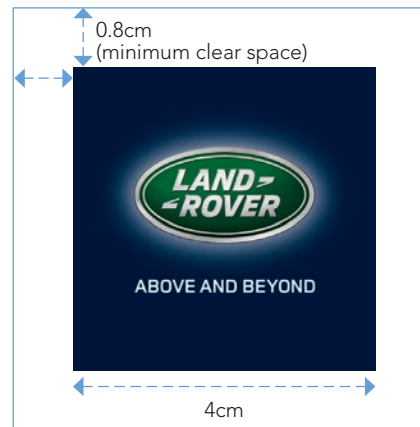 0.8cm
(minimum clear space)
LAND-
-ROVER
ABOVE AND BEYOND
4cm